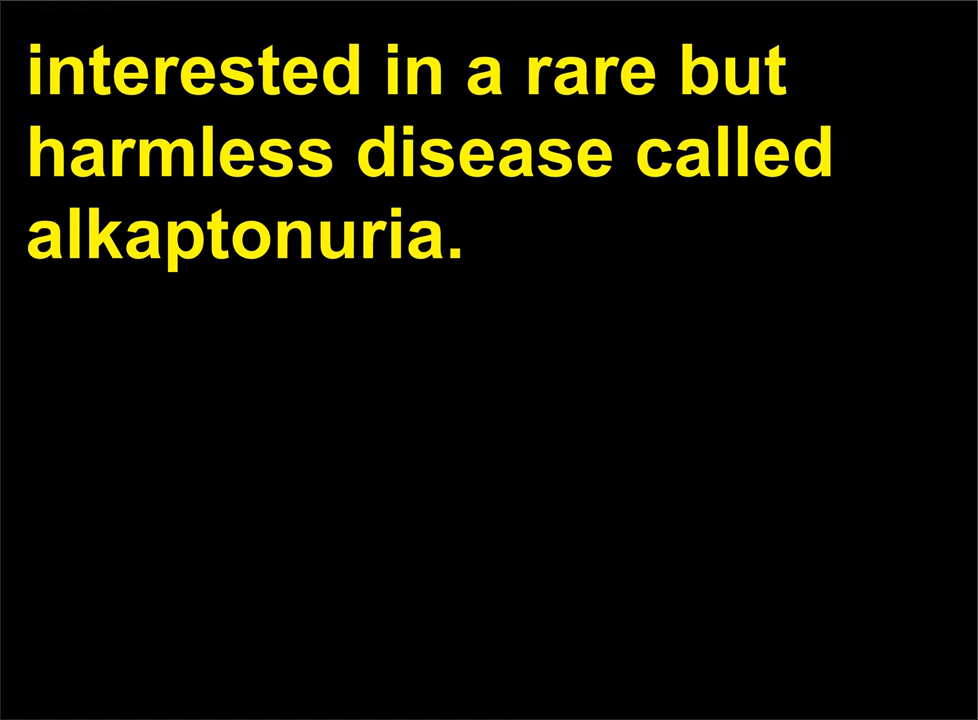 interested in a rare but
harmless disease called
alkaptonuria.